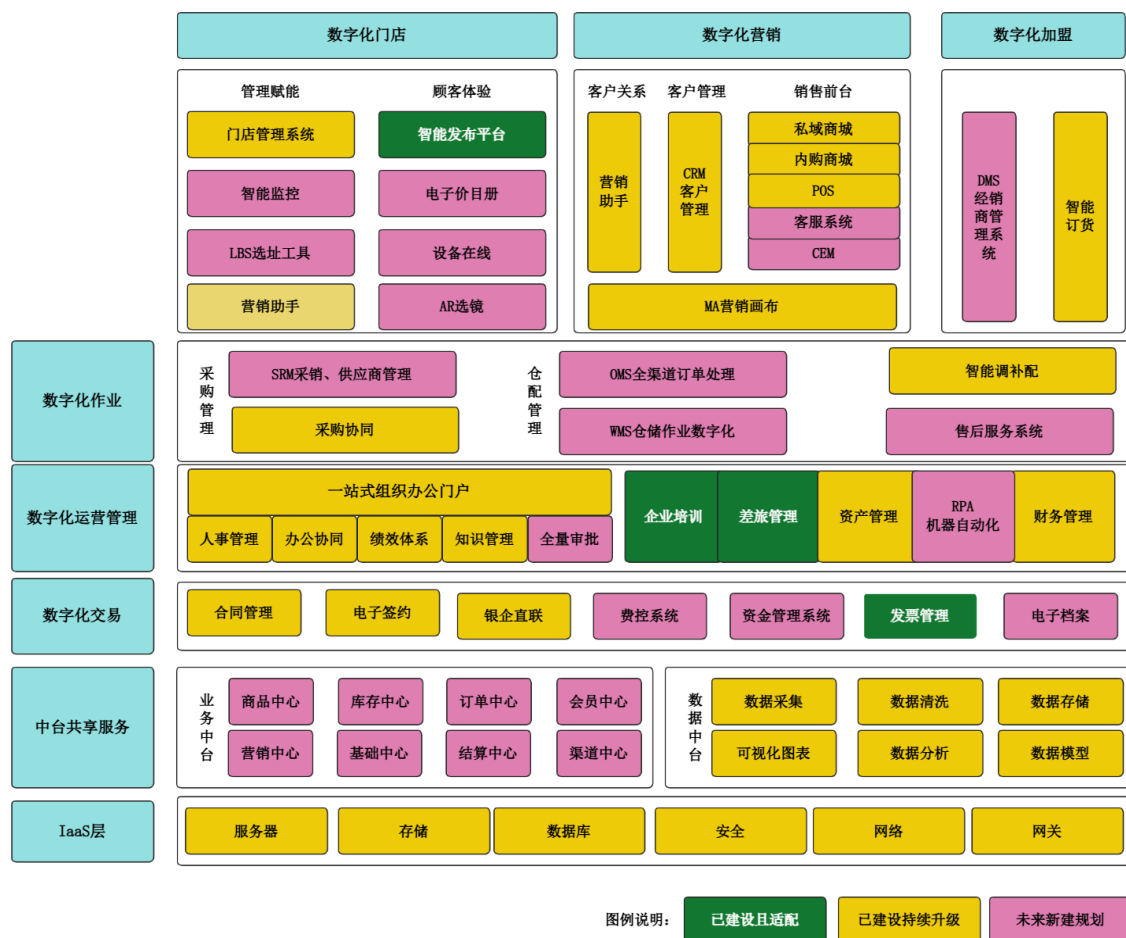 数字化门店
数字化营销
数字化加盟
管理赋能
顾客体验
门店管理系统
智能发布平台
智能监控
电子价目册
LBS选址工具
设备在线
营销助手
AR选镜
客户关系
客户管理
销售前台
营销
助手
CRM
客户
管理
私域商城
内购商城
POS
客服系统
CEM
MA营销画布
DMS
经销
商管
理系
统
智能
订货
数字化作业
采购管理
SRM采销、供应商管理
采购协同
仓配管理
OMS全渠道订单处理
WMS仓储作业数字化
智能调补配
售后服务系统
数字化运营管理
一站式组织办公门户
人事管理
办公协同
绩效体系
知识管理
全量审批
企业培训
差旅管理
资产管理
RPA
机器自动化
财务管理
数字化交易
合同管理
电子签约
银企直联
费控系统
资金管理系统
发票管理
电子档案
中台共享服务
业务中台
商品中心
库存中心
订单中心
会员中心
营销中心
基础中心
结算中心
渠道中心
数据中台
数据采集
数据清洗
数据存储
可视化图表
数据分析
数据模型
IaaS层
服务器
存储
数据库
安全
网络
网关
图例说明：
已建设且适配
已建设持续升级
未来新建规划